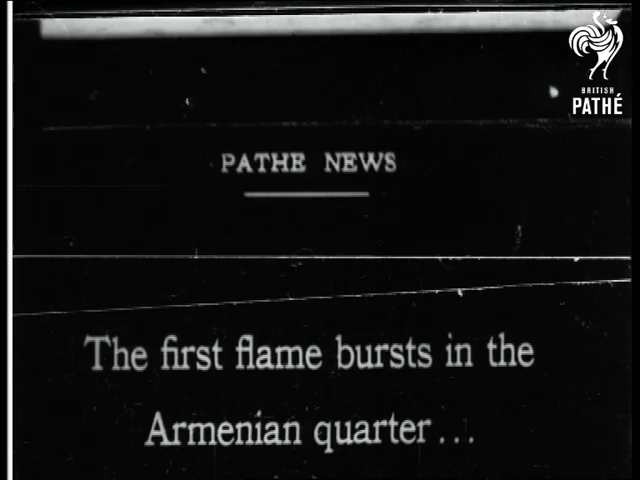 BRITISH
PATHÉ
PATHE NEWS
The first flame bursts in the
Armenian quarter...